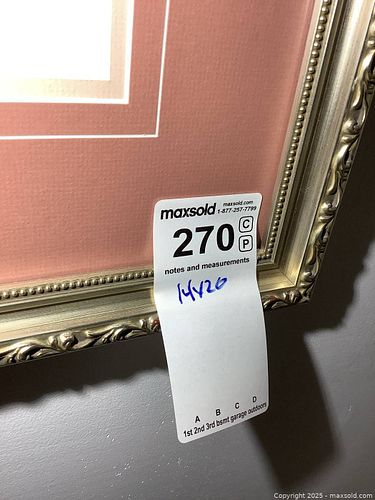 maxsold maxsold.com
1-877-257-7799
270 C
P
notes and measurements
14x20
A B C D
1st 2nd 3rd bsmt garage outdoors
Copyright 2025 - maxsold.com